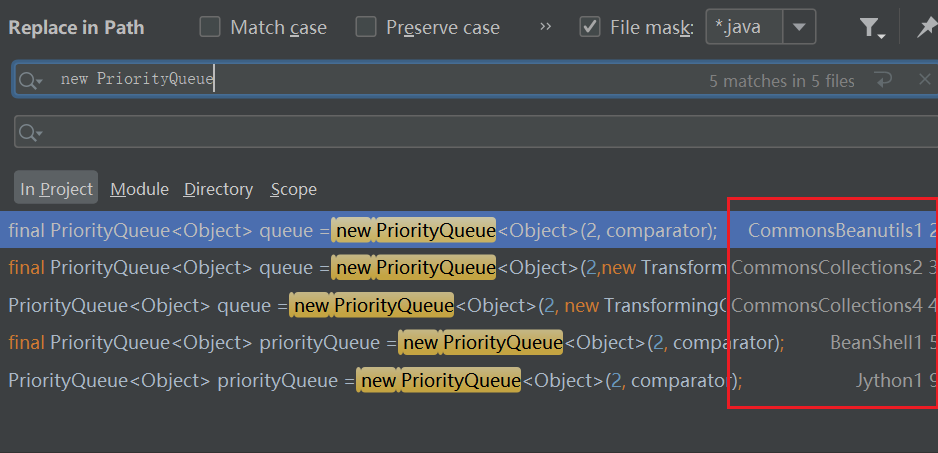 Replace in Path Match case Preserve case » File mask: *.java
new PriorityQueue 5 matches in 5 files
In Project Module Directory Scope
final PriorityQueue<Object> queue = new PriorityQueue<Object>(2, comparator); CommonsBeanutils1 2
final PriorityQueue<Object> queue = new PriorityQueue<Object>(2,new Transform CommonsCollections2 3
PriorityQueue<Object> queue = new PriorityQueue<Object>(2, new TransformingC CommonsCollections4 4
final PriorityQueue<Object> priorityQueue = new PriorityQueue<Object>(2, comparator); BeanShell1 5
PriorityQueue<Object> priorityQueue = new PriorityQueue<Object>(2, comparator); Jython1 9